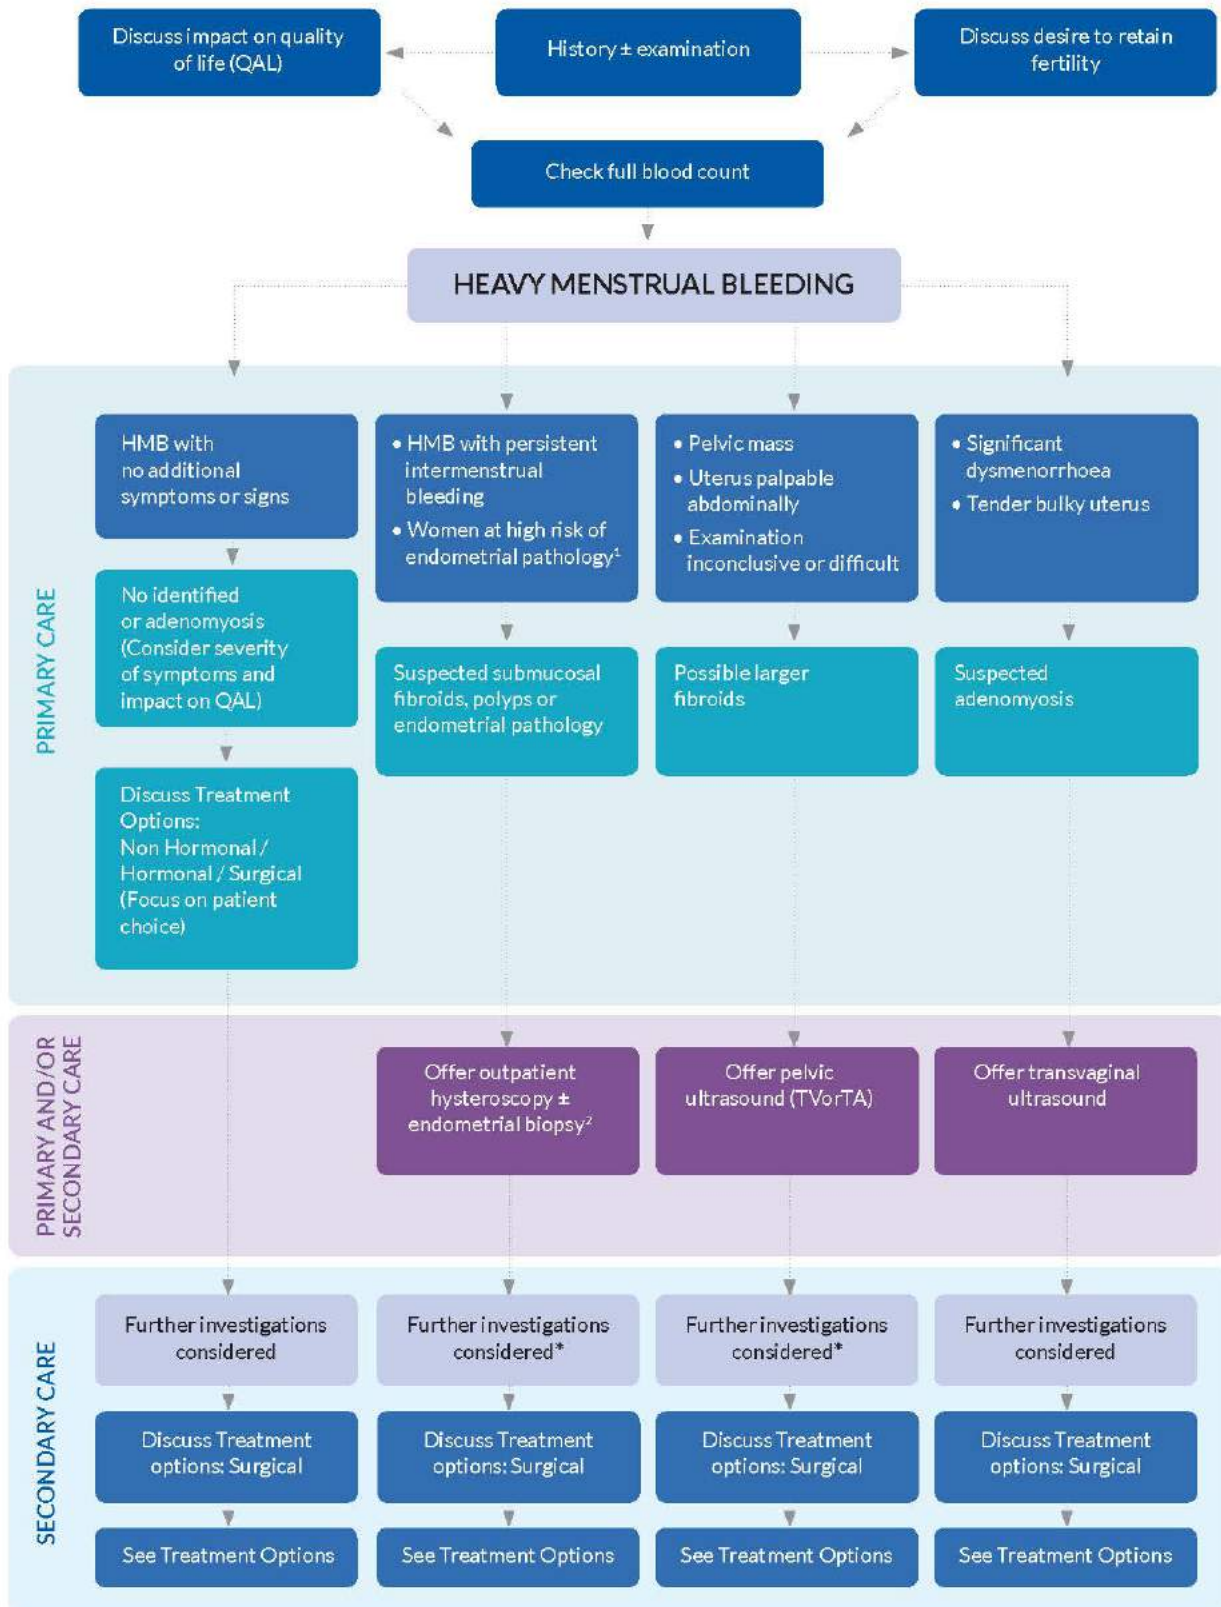 Discuss impact on quality
of life (QAL)
History ± examination
Discuss desire to retain
fertility
Check full blood count
HEAVY MENSTRUAL BLEEDING
PRIMARY CARE
HMB with
no additional
symptoms or signs
• HMB with persistent
intermenstrual
bleeding
• Women at high risk of
endometrial pathology¹
• Pelvic mass
• Uterus palpable
abdominally
• Examination
inconclusive or difficult
• Significant
dysmenorrhoea
• Tender bulky uterus
No identified
or adenomyosis
(Consider severity
of symptoms and
impact on QAL)
Suspected submucosal
fibroids, polyps or
endometrial pathology
Possible larger
fibroids
Suspected
adenomyosis
Discuss Treatment
Options:
Non Hormonal /
Hormonal / Surgical
(Focus on patient
choice)
PRIMARY AND/OR
SECONDARY CARE
Offer outpatient
hysteroscopy ±
endometrial biopsy²
Offer pelvic
ultrasound (TVorTA)
Offer transvaginal
ultrasound
SECONDARY CARE
Further investigations
considered
Further investigations
considered*
Further investigations
considered*
Further investigations
considered
Discuss Treatment
options: Surgical
Discuss Treatment
options: Surgical
Discuss Treatment
options: Surgical
Discuss Treatment
options: Surgical
See Treatment Options
See Treatment Options
See Treatment Options
See Treatment Options